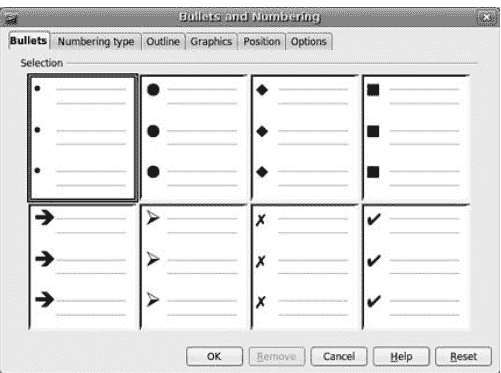 Bullets and Numbering
Bullets Numbering type Outline Graphics Position Options
Selection
OK Remove Cancel Help Reset